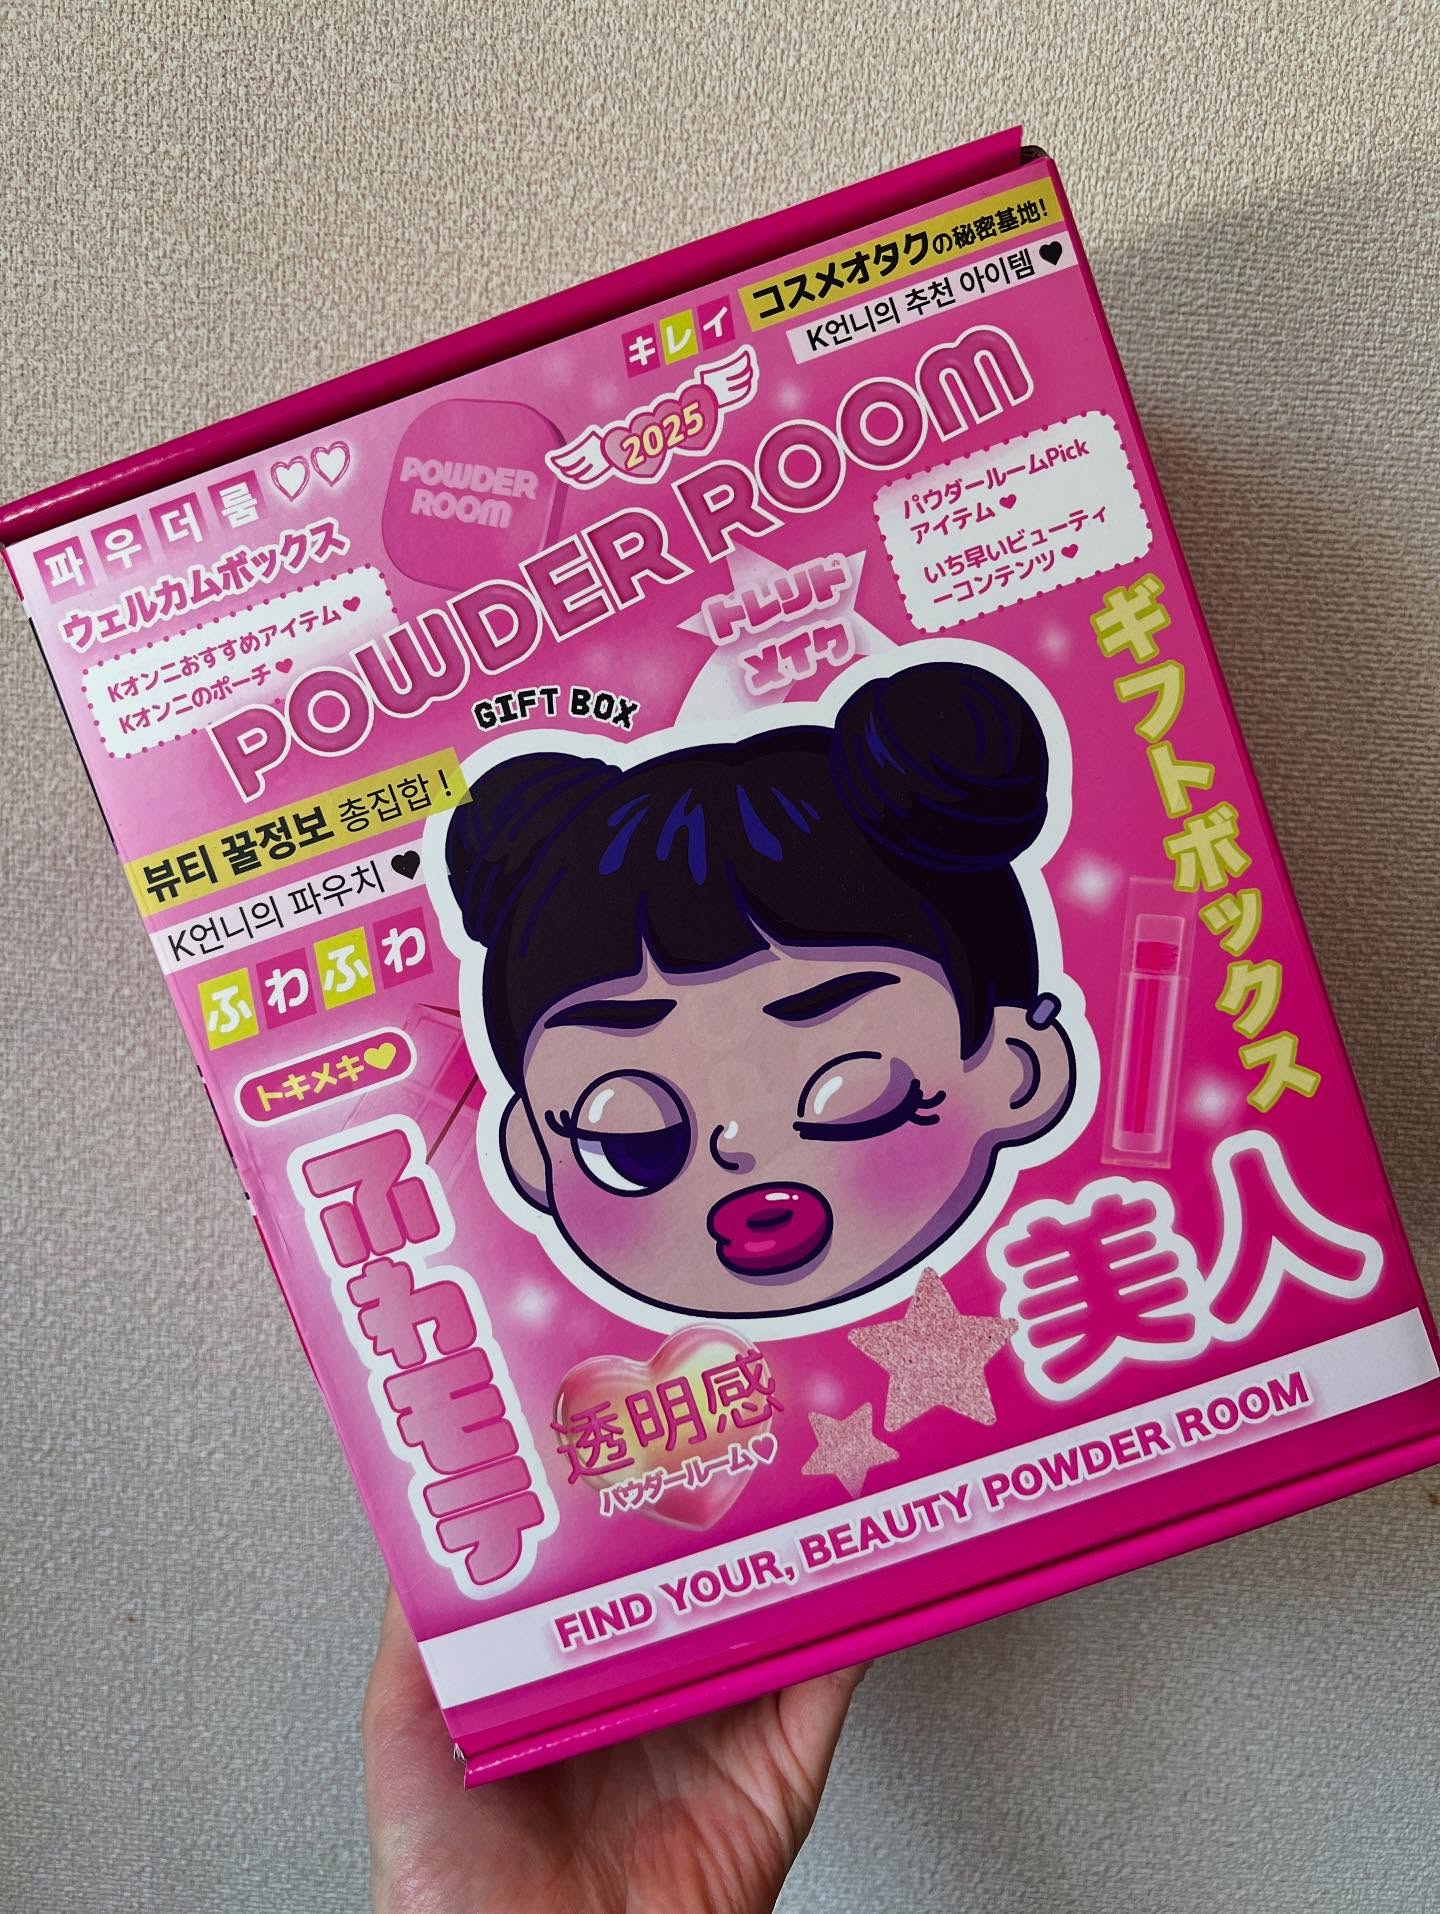 コスメオタクの秘密基地!
K언니의 추천 아이템 ♥
キレイ
2025
파우더룸♡♡
ウェルカムボックス
Kオンニおすすめアイテム♥
Kオンニのポーチ ♥
POWDER
ROOM
POWDER ROOM
GIFT BOX
パウダールームPick
アイテム ♥
いち早いビューティ
ーコンテンツ ♥
トレンド
メイク
ギフトボックス
뷰티 꿀정보 총집합 !
K언니의 파우치 ♥
ふわふわ
トキメキ♥
ふわモテ
美人
透明感
パウダールーム♡
FIND YOUR, BEAUTY POWDER ROOM